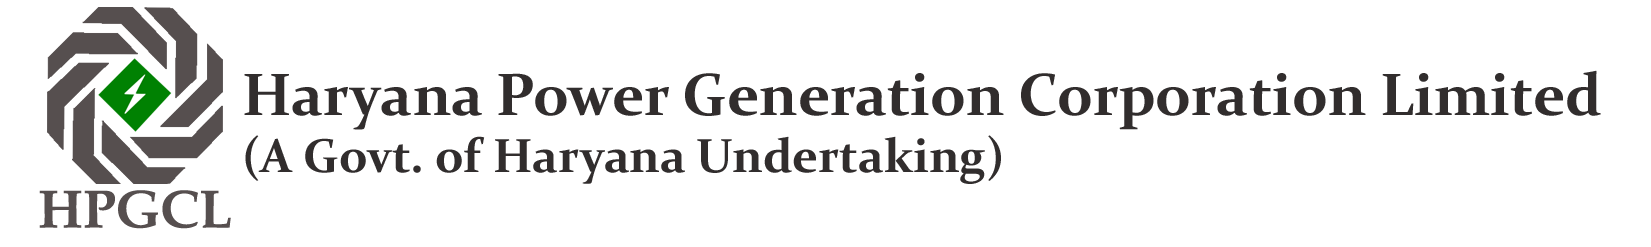 Haryana Power Generation Corporation Limited
(A Govt. of Haryana Undertaking)
HPGCL